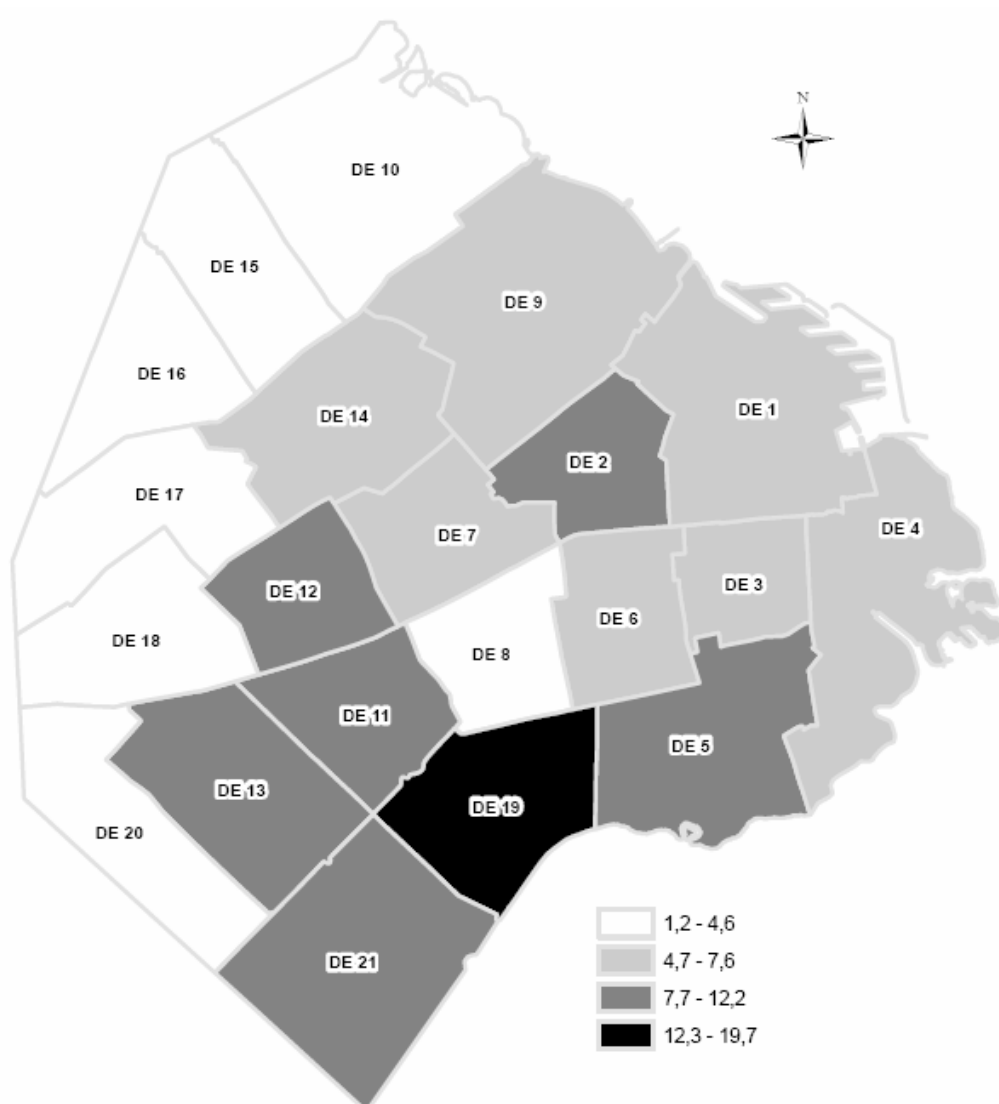 N
DE 10
DE 15
DE 9
DE 16
DE 14
DE 1
DE 2
DE 17
DE 7
DE 4
DE 12
DE 3
DE 6
DE 18
DE 8
DE 11
DE 5
DE 13
DE 19
DE 20
DE 21
1,2 - 4,6
4,7 - 7,6
7,7 - 12,2
12,3 - 19,7